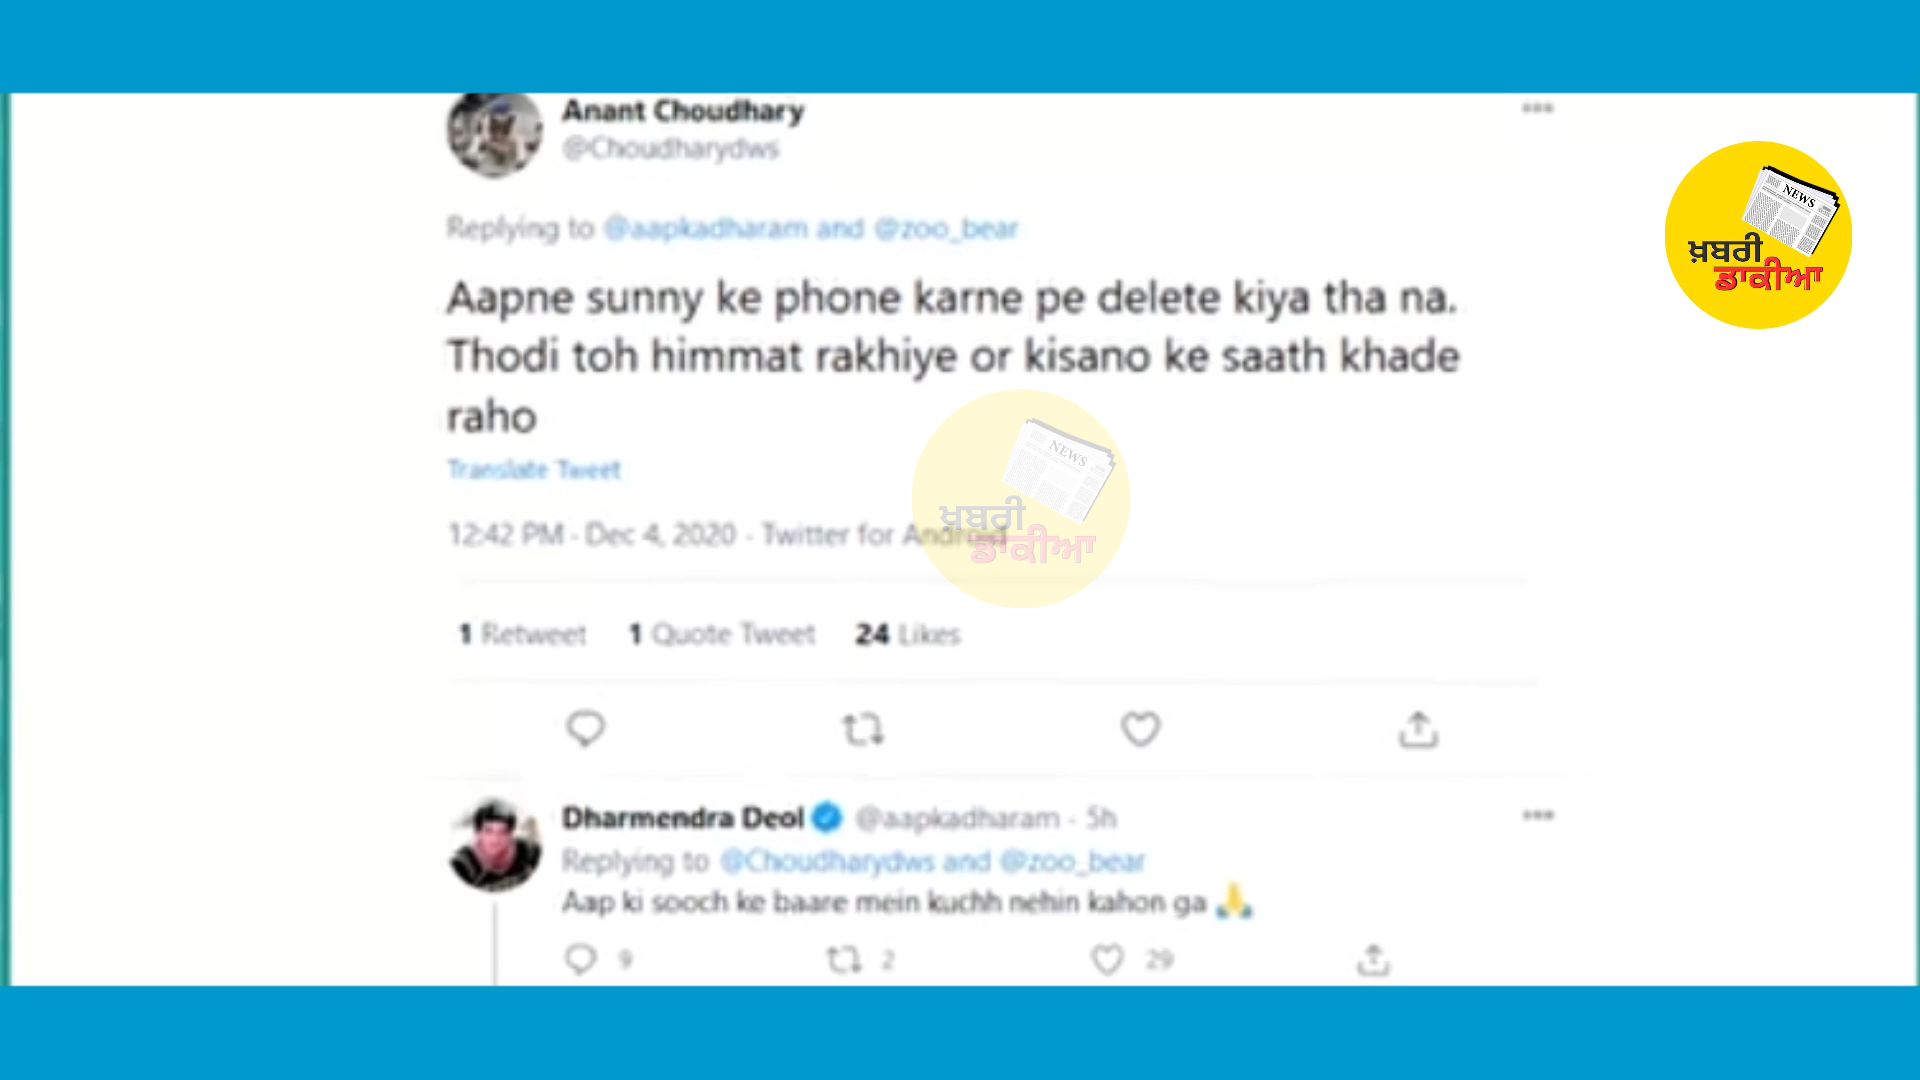 Anant Choudhary
@Choudharydws
NEWS
ਖ਼ਬਰੀ
ਡਾਕੀਆ
Replying to @aapkadharam and @zoo_bear
Aapne sunny ke phone karne pe delete kiya tha na.
Thodi toh himmat rakhiye or kisano ke saath khade
raho
Translate Tweet
NEWS
ਖ਼ਬਰੀ
ਡਾਕੀਆ
12:42 PM - Dec 4, 2020 - Twitter for Android
1 Retweet 1 Quote Tweet 24 Likes
Dharmendra Deol @aapkadharam · 5h
Replying to @Choudharydws and @zoo_bear
Aap ki sooch ke baare mein kuchh nehin kahon ga 🙏
9 2 29